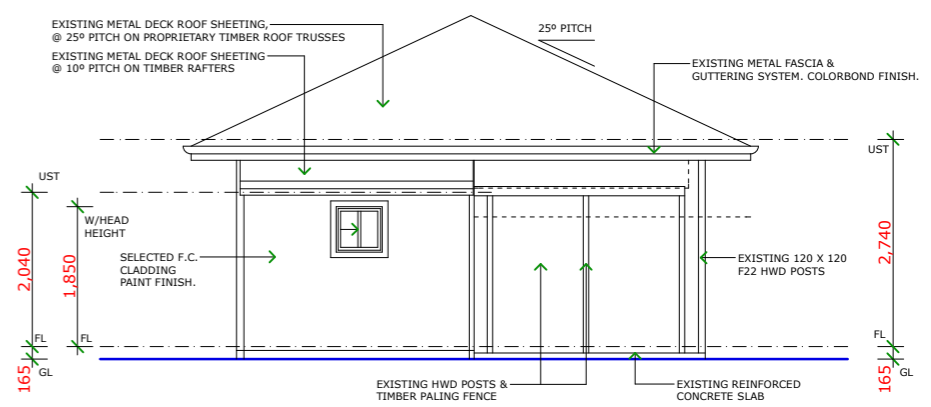 EXISTING METAL DECK ROOF SHEETING,
@ 25º PITCH ON PROPRIETARY TIMBER ROOF TRUSSES
EXISTING METAL DECK ROOF SHEETING
@ 10º PITCH ON TIMBER RAFTERS
25º PITCH
EXISTING METAL FASCIA &
GUTTERING SYSTEM. COLORBOND FINISH.
UST
UST
W/HEAD
HEIGHT
2,040
1,850
2,740
SELECTED F.C.
CLADDING
PAINT FINISH.
EXISTING 120 X 120
F22 HWD POSTS
FL
FL
FL
165
GL
165
GL
EXISTING HWD POSTS &
TIMBER PALING FENCE
EXISTING REINFORCED
CONCRETE SLAB